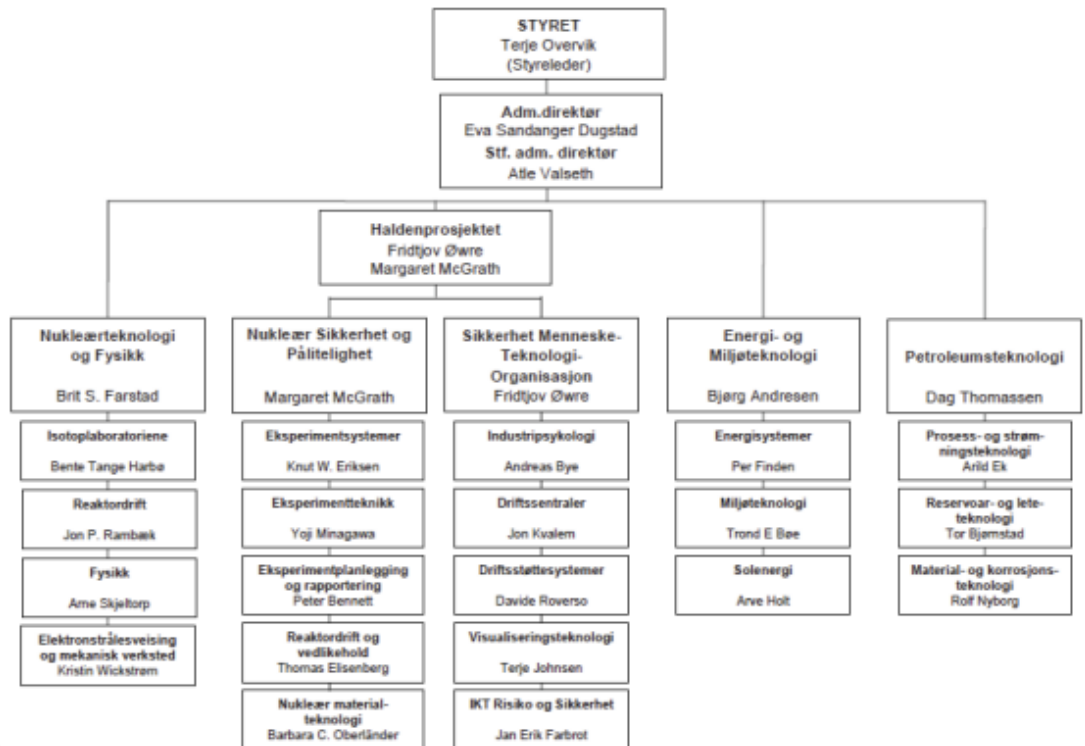 STYRET
Terje Overvik
(Styreleder)
Adm.direktør
Eva Sandanger Dugstad
Stf. adm. direktør
Atle Valseth
Haldenprosjektet
Fridtjov Øwre
Margaret McGrath
Nukleærteknologi
og Fysikk
Brit S. Farstad
Isotoplaboratoriene
Bente Tange Harbø
Reaktordrift
Jon P. Rambæk
Fysikk
Arne Skjeltorp
Elektronstrålesveising
og mekanisk verksted
Kristin Wickstrøm
Nukleær Sikkerhet og
Pålitelighet
Margaret McGrath
Eksperimentsystemer
Knut W. Eriksen
Eksperimentteknikk
Yoji Minagawa
Eksperimentplanlegging
og rapportering
Peter Bennett
Reaktordrift og
vedlikehold
Thomas Elisenberg
Nukleær material-
teknologi
Barbara C. Oberländer
Sikkerhet Menneske-
Teknologi-
Organisasjon
Fridtjov Øwre
Industripsykologi
Andreas Bye
Driftssentraler
Jon Kvalem
Driftsstøttesystemer
Davide Roverso
Visualiseringsteknologi
Terje Johnsen
IKT Risiko og Sikkerhet
Jan Erik Farbrot
Energi- og
Miljøteknologi
Bjørg Andresen
Energisystemer
Per Finden
Miljøteknologi
Trond E Bøe
Solenergi
Arve Holt
Petroleumsteknologi
Dag Thomassen
Prosess- og strøm-
ningsteknologi
Arild Ek
Reservoar- og lete-
teknologi
Tor Bjørnstad
Material- og korrosjons-
teknologi
Rolf Nyborg